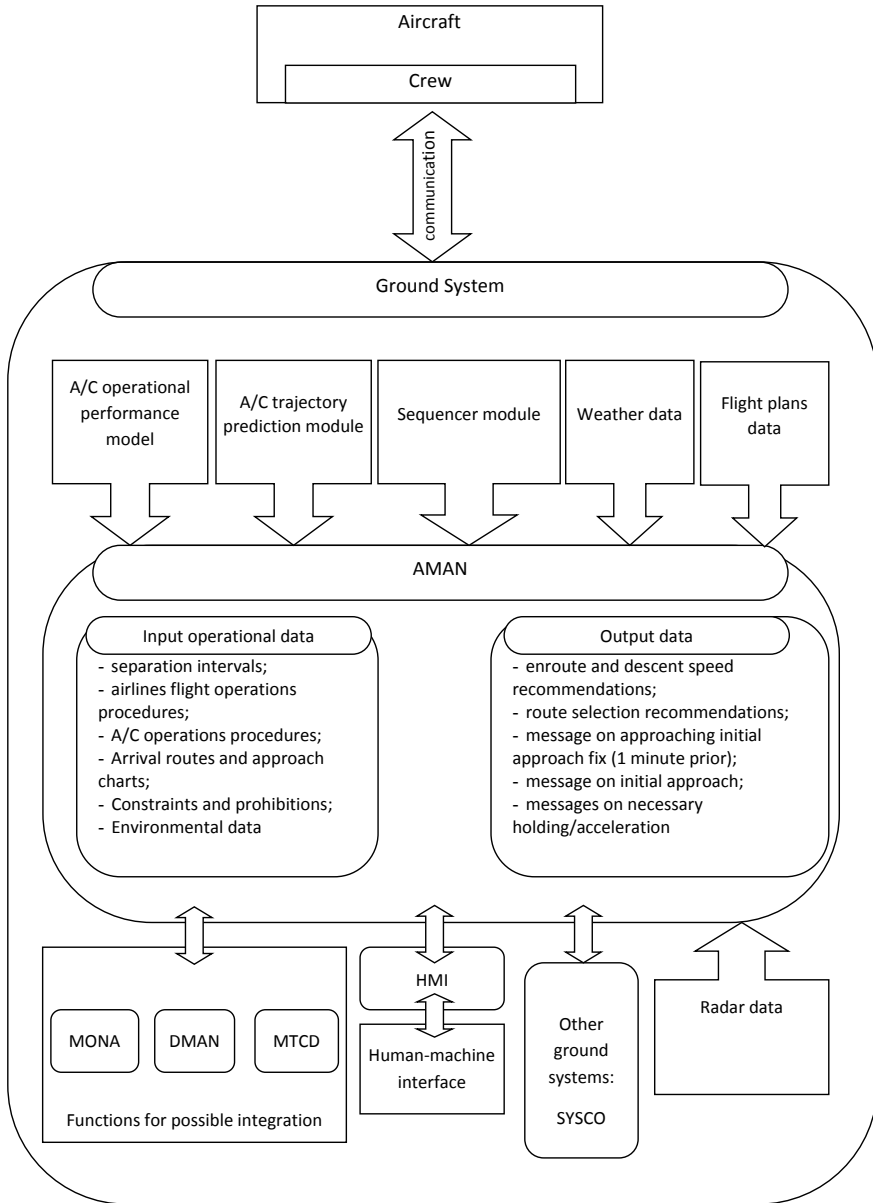 Aircraft
Crew
communication
Ground System
A/C operational
performance
model
A/C trajectory
prediction module
Sequencer module
Weather data
Flight plans
data
AMAN
Input operational data
- separation intervals;
- airlines flight operations
procedures;
- A/C operations procedures;
- Arrival routes and approach
charts;
- Constraints and prohibitions;
- Environmental data
Output data
- enroute and descent speed
recommendations;
- route selection recommendations;
- message on approaching initial
approach fix (1 minute prior);
- message on initial approach;
- messages on necessary
holding/acceleration
MONA
DMAN
MTCD
Functions for possible integration
HMI
Human-machine
interface
Other
ground
systems:
SYSCO
Radar data